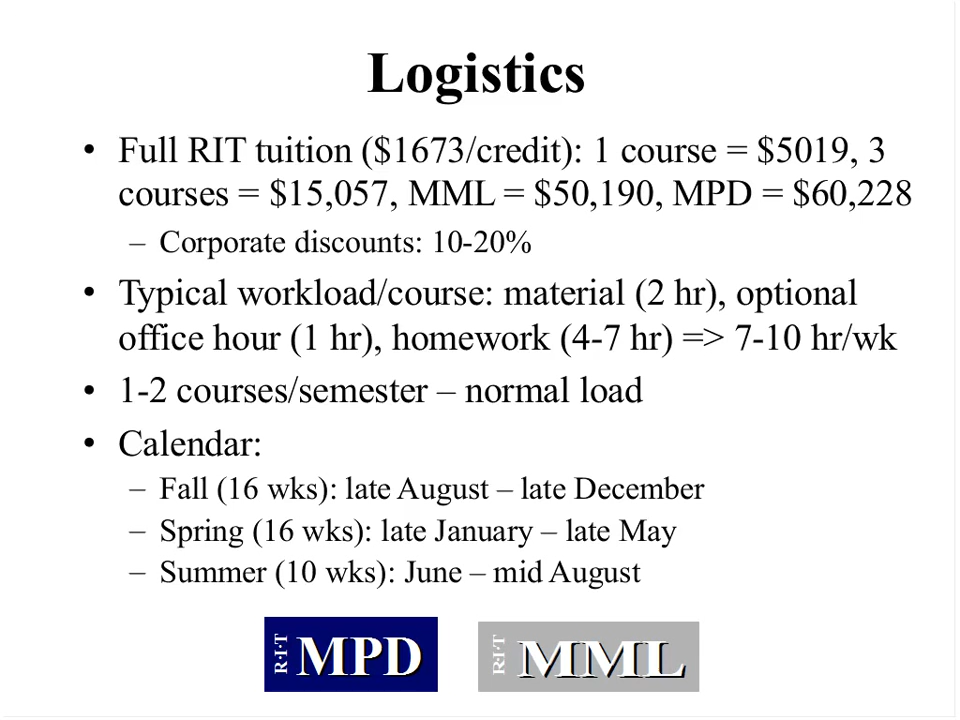 Logistics
• Full RIT tuition ($1673/credit): 1 course = $5019, 3
courses = $15,057, MML = $50,190, MPD = $60,228
– Corporate discounts: 10-20%
• Typical workload/course: material (2 hr), optional
office hour (1 hr), homework (4-7 hr) => 7-10 hr/wk
• 1-2 courses/semester – normal load
• Calendar:
– Fall (16 wks): late August – late December
– Spring (16 wks): late January – late May
– Summer (10 wks): June – mid August
R·I·T MPD
R·I·T MML